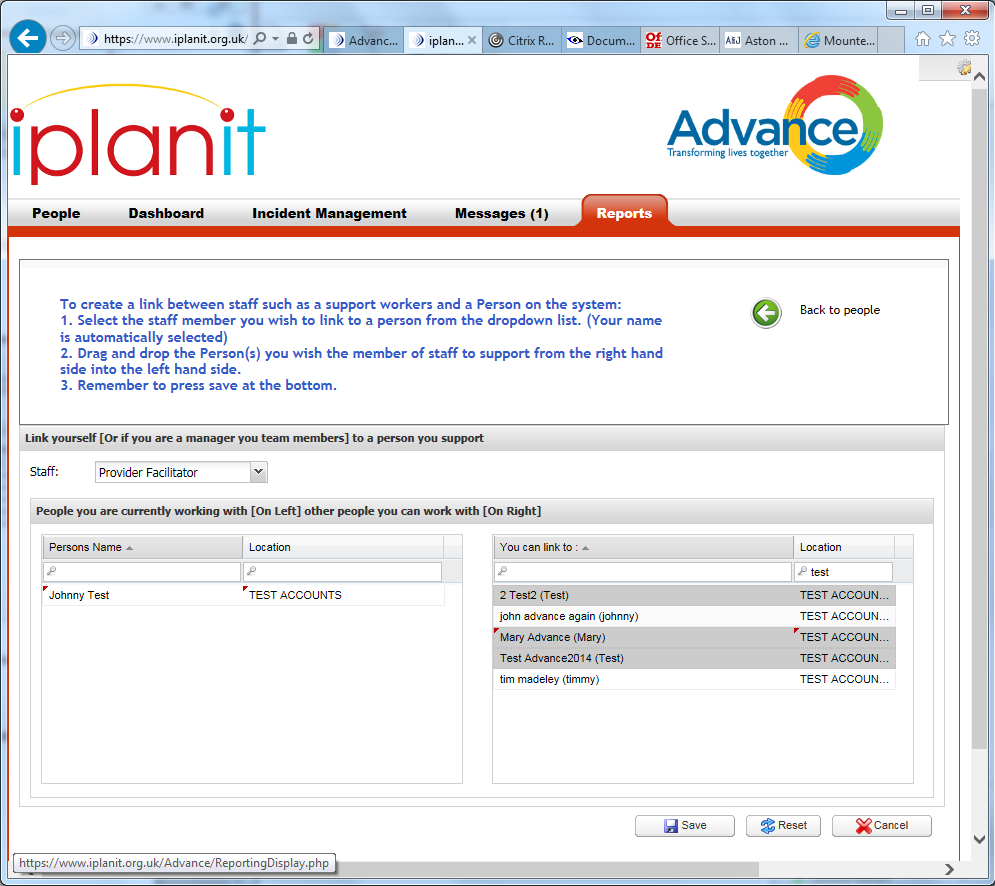 https://www.iplanit.org.uk/
Advanc...
iplan...
Citrix R...
Docum...
Office S...
Aston ...
Mounte...
iplanit
Advance
Transforming lives together
People
Dashboard
Incident Management
Messages (1)
Reports
To create a link between staff such as a support workers and a Person on the system:
1. Select the staff member you wish to link to a person from the dropdown list. (Your name
is automatically selected)
2. Drag and drop the Person(s) you wish the member of staff to support from the right hand
side into the left hand side.
3. Remember to press save at the bottom.
Back to people
Link yourself [Or if you are a manager you team members] to a person you support
Staff:
Provider Facilitator
People you are currently working with [On Left] other people you can work with [On Right]
Persons Name
Location
Johnny Test
TEST ACCOUNTS
You can link to :
Location
test
2 Test2 (Test)
TEST ACCOUN...
john advance again (johnny)
TEST ACCOUN...
Mary Advance (Mary)
TEST ACCOUN...
Test Advance2014 (Test)
TEST ACCOUN...
tim madeley (timmy)
TEST ACCOUN...
Save
Reset
Cancel
https://www.iplanit.org.uk/Advance/ReportingDisplay.php